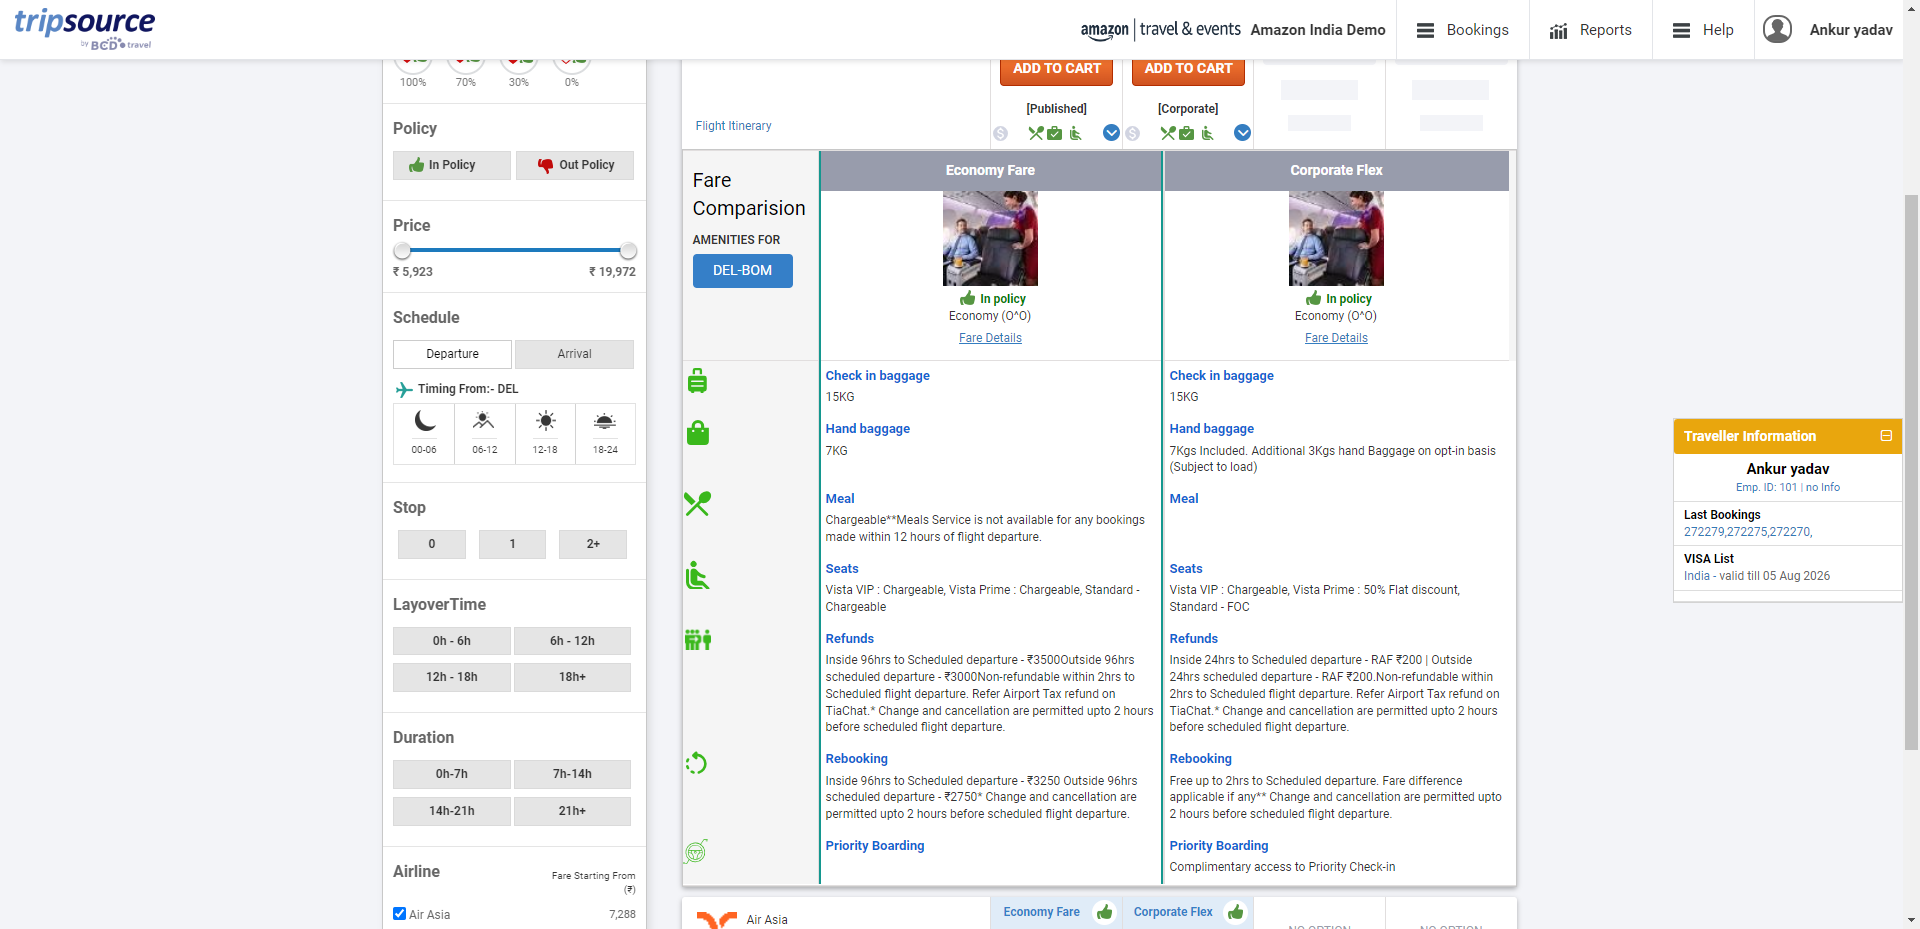 tripsource
by BCD travel
amazon | travel & events Amazon India Demo
Bookings
Reports
Help
Ankur yadav
100% 70% 30% 0%
Policy
In Policy Out Policy
Price
₹ 5,923 ₹ 19,972
Schedule
Departure Arrival
Timing From:- DEL
00-06 06-12 12-18 18-24
Stop
0 1 2+
LayoverTime
0h - 6h 6h - 12h
12h - 18h 18h+
Duration
0h-7h 7h-14h
14h-21h 21h+
Airline Fare Starting From
(₹)
Air Asia 7,288
ADD TO CART ADD TO CART
[Published] [Corporate]
Flight Itinerary
Fare
Comparision
AMENITIES FOR
DEL-BOM
Economy Fare
In policy
Economy (O^O)
Fare Details
Corporate Flex
In policy
Economy (O^O)
Fare Details
Check in baggage
15KG
Hand baggage
7KG
Meal
Chargeable**Meals Service is not available for any bookings
made within 12 hours of flight departure.
Seats
Vista VIP : Chargeable, Vista Prime : Chargeable, Standard -
Chargeable
Refunds
Inside 96hrs to Scheduled departure - ₹3500Outside 96hrs
scheduled departure - ₹3000Non-refundable within 2hrs to
Scheduled flight departure. Refer Airport Tax refund on
TiaChat.* Change and cancellation are permitted upto 2 hours
before scheduled flight departure.
Rebooking
Inside 96hrs to Scheduled departure - ₹3250 Outside 96hrs
scheduled departure - ₹2750* Change and cancellation are
permitted upto 2 hours before scheduled flight departure.
Priority Boarding
Check in baggage
15KG
Hand baggage
7Kgs Included. Additional 3Kgs hand Baggage on opt-in basis
(Subject to load)
Meal
Seats
Vista VIP : Chargeable, Vista Prime : 50% Flat discount,
Standard - FOC
Refunds
Inside 24hrs to Scheduled departure - RAF ₹200 | Outside
24hrs scheduled departure - RAF ₹200.Non-refundable within
2hrs to Scheduled flight departure. Refer Airport Tax refund on
TiaChat.* Change and cancellation are permitted upto 2 hours
before scheduled flight departure.
Rebooking
Free up to 2hrs to Scheduled departure. Fare difference
applicable if any** Change and cancellation are permitted upto
2 hours before scheduled flight departure.
Priority Boarding
Complimentary access to Priority Check-in
Air Asia
Economy Fare Corporate Flex
NO OPTION NO OPTION
Traveller Information
Ankur yadav
Emp. ID: 101 | no Info
Last Bookings
272279,272275,272270,
VISA List
India - valid till 05 Aug 2026